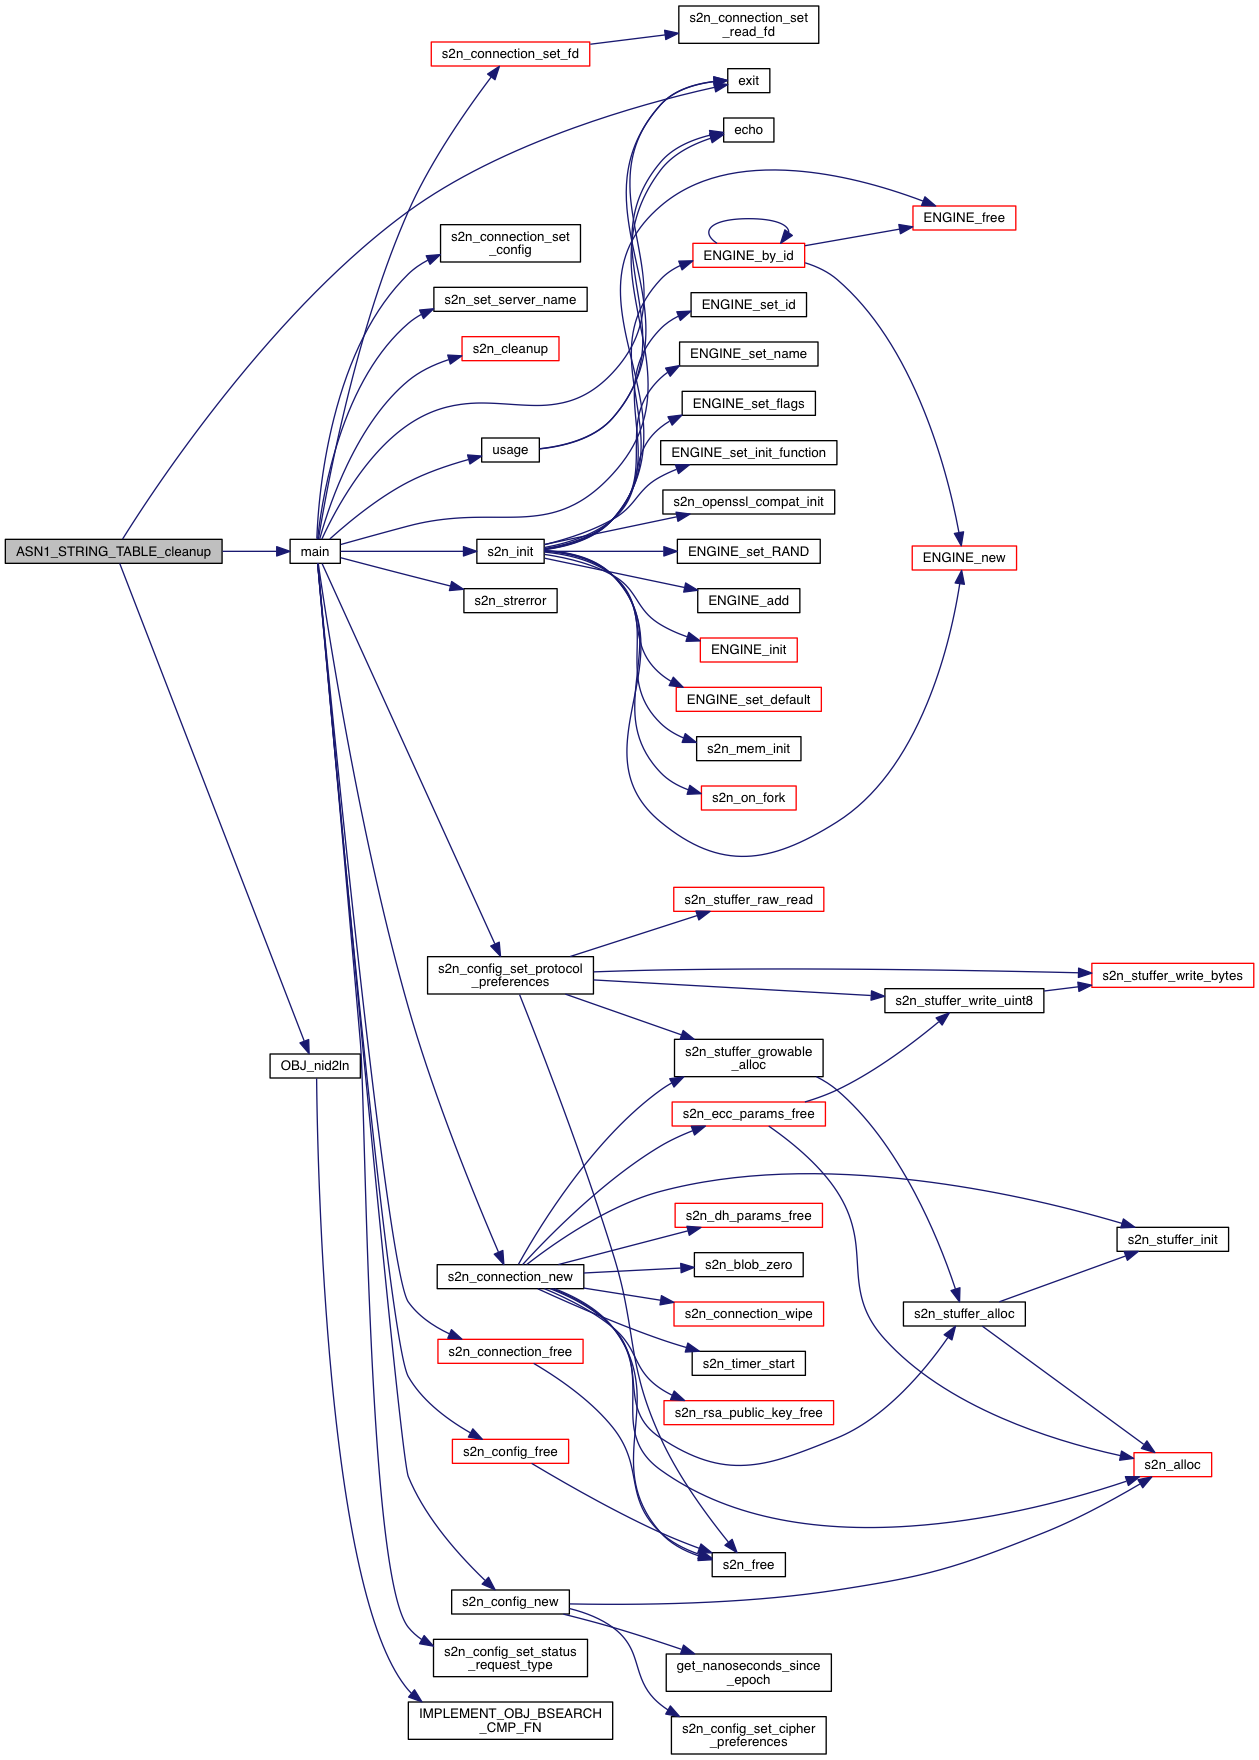 s2n_connection_set
_read_fd
s2n_connection_set_fd
exit
echo
ENGINE_free
s2n_connection_set
_config
ENGINE_by_id
s2n_set_server_name
ENGINE_set_id
s2n_cleanup
ENGINE_set_name
ENGINE_set_flags
usage
ENGINE_set_init_function
s2n_openssl_compat_init
ASN1_STRING_TABLE_cleanup
main
s2n_init
ENGINE_set_RAND
ENGINE_new
s2n_strerror
ENGINE_add
ENGINE_init
ENGINE_set_default
s2n_mem_init
s2n_on_fork
s2n_stuffer_raw_read
s2n_config_set_protocol
_preferences
s2n_stuffer_write_bytes
s2n_stuffer_write_uint8
s2n_stuffer_growable
_alloc
OBJ_nid2ln
s2n_ecc_params_free
s2n_dh_params_free
s2n_stuffer_init
s2n_blob_zero
s2n_connection_new
s2n_connection_wipe
s2n_stuffer_alloc
s2n_connection_free
s2n_timer_start
s2n_rsa_public_key_free
s2n_config_free
s2n_alloc
s2n_free
s2n_config_new
s2n_config_set_status
_request_type
get_nanoseconds_since
_epoch
IMPLEMENT_OBJ_BSEARCH
_CMP_FN
s2n_config_set_cipher
_preferences